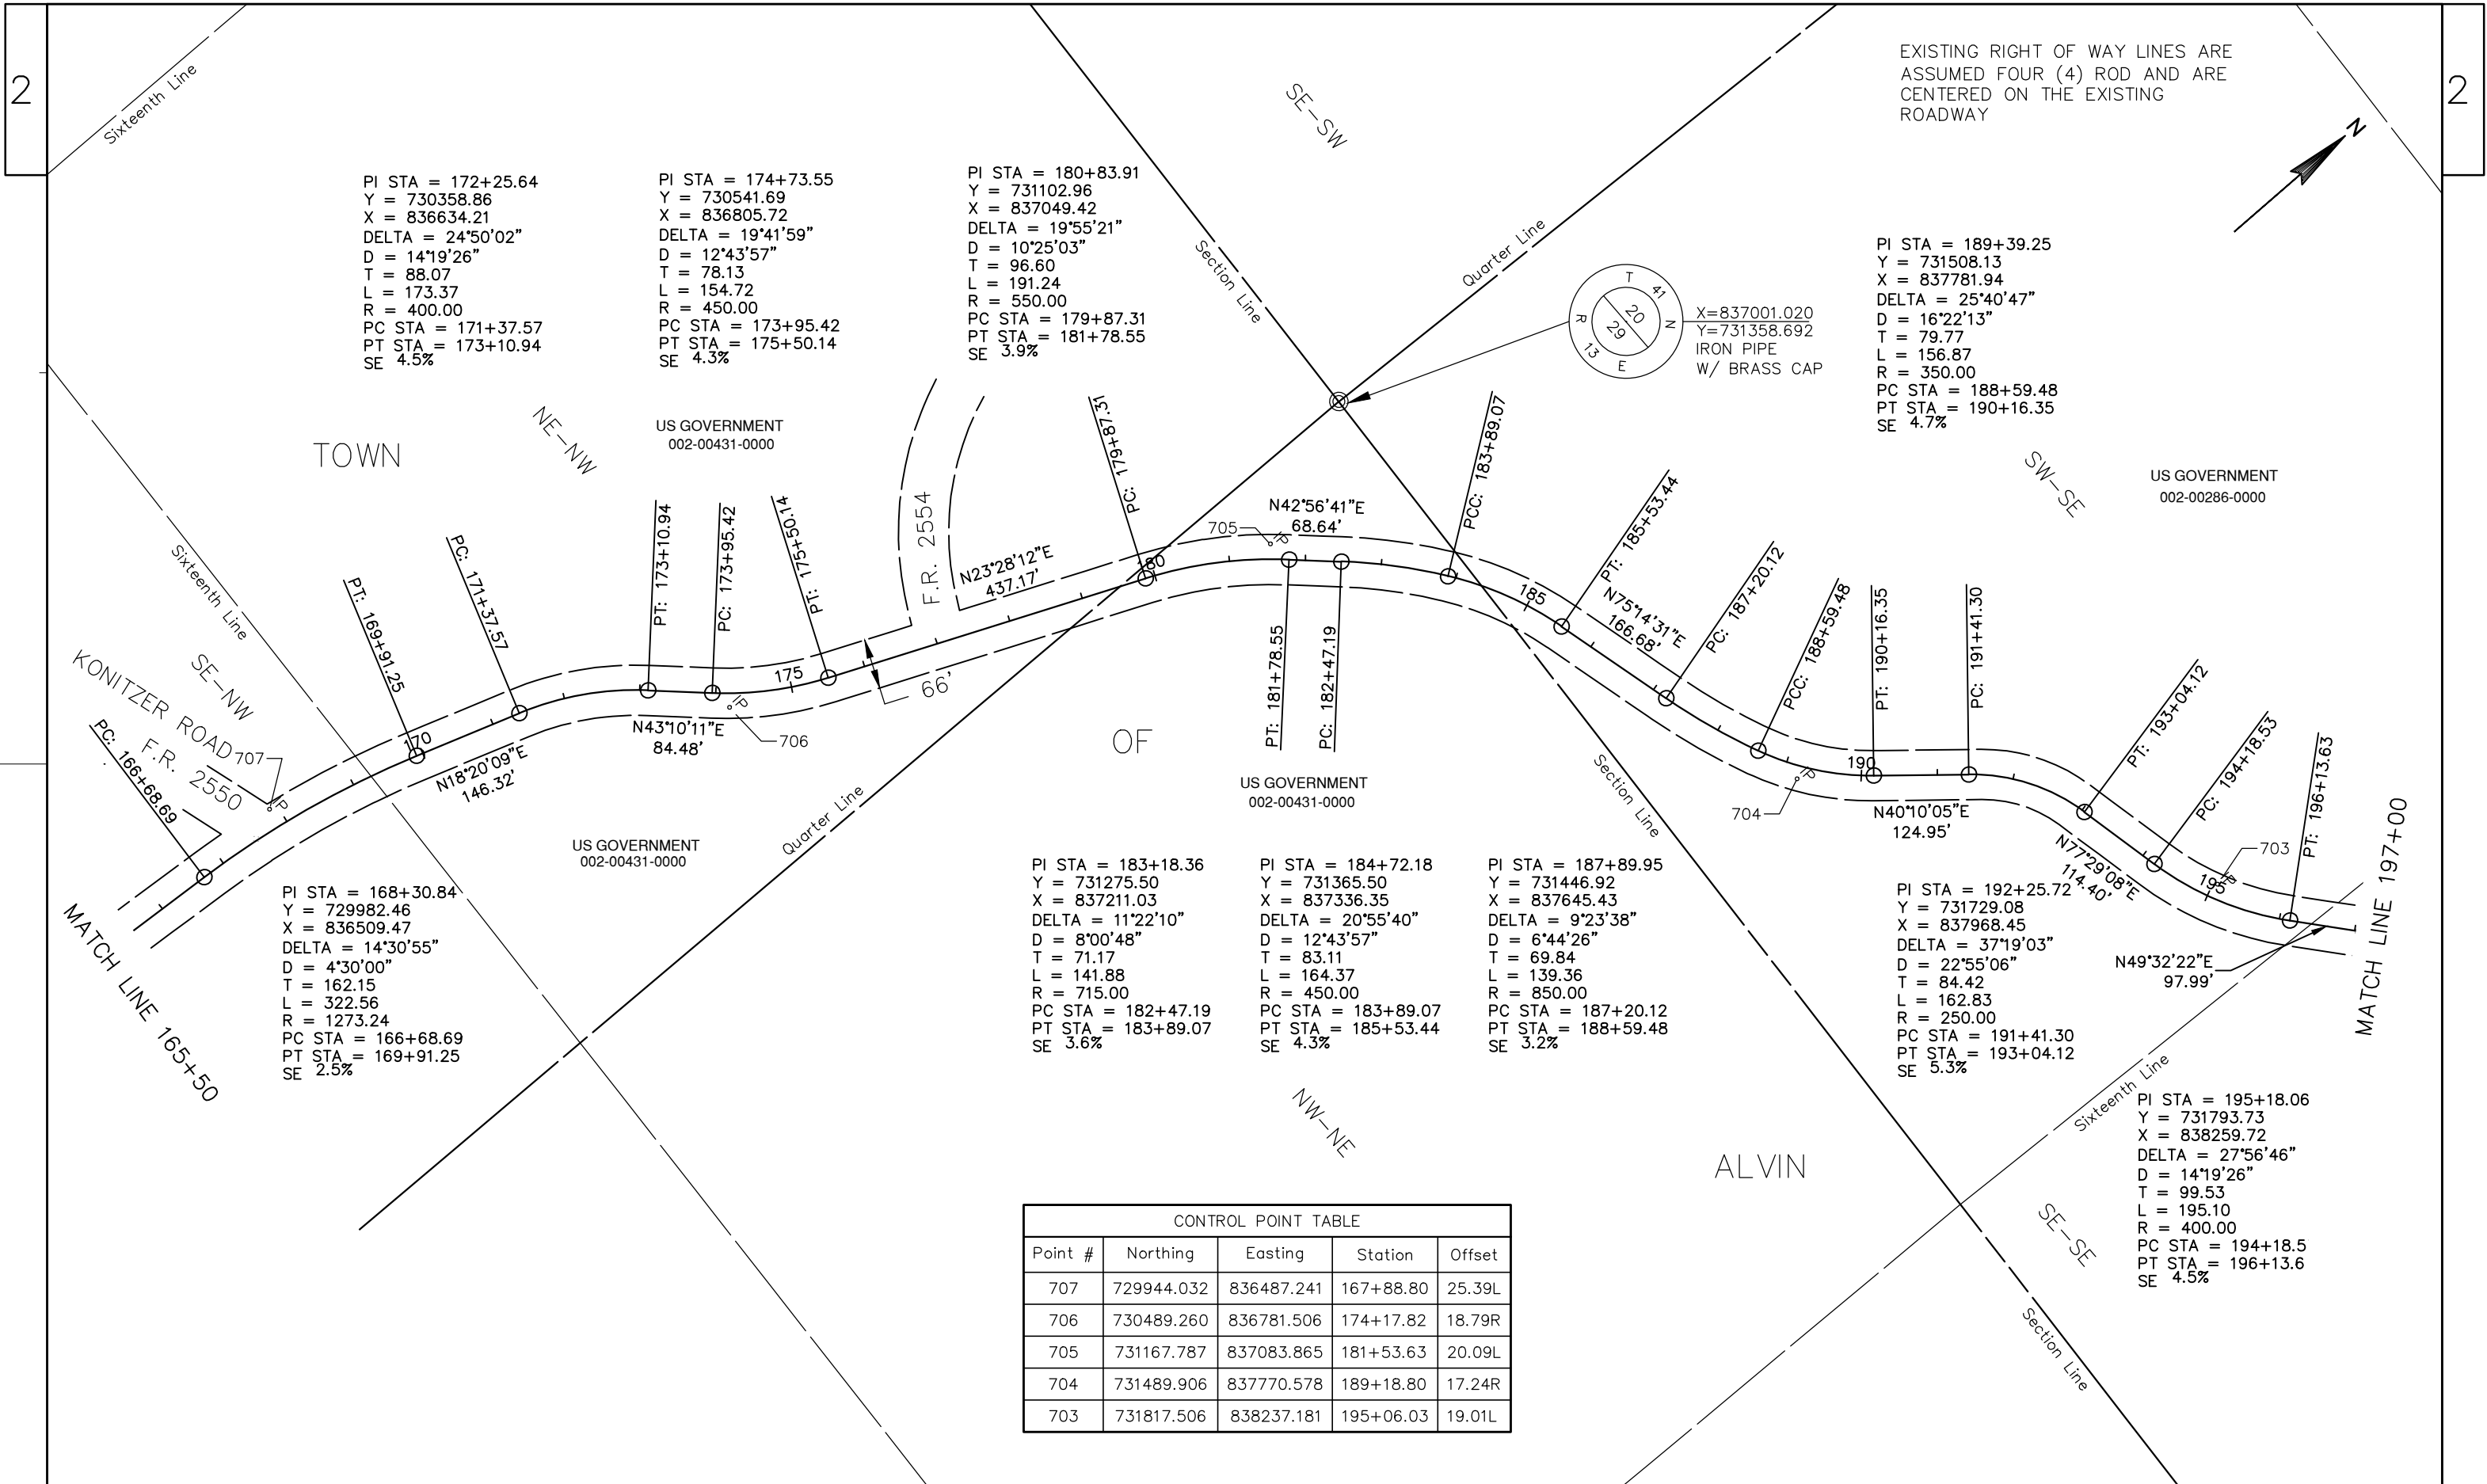 2
2
Sixteenth Line
SE-SW
EXISTING RIGHT OF WAY LINES ARE
ASSUMED FOUR (4) ROD AND ARE
CENTERED ON THE EXISTING
ROADWAY
N
PI STA = 172+25.64
Y = 730358.86
X = 836634.21
DELTA = 24°50'02"
D = 14°19'26"
T = 88.07
L = 173.37
R = 400.00
PC STA = 171+37.57
PT STA = 173+10.94
SE 4.5%
PI STA = 174+73.55
Y = 730541.69
X = 836805.72
DELTA = 19°41'59"
D = 12°43'57"
T = 78.13
L = 154.72
R = 450.00
PC STA = 173+95.42
PT STA = 175+50.14
SE 4.3%
PI STA = 180+83.91
Y = 731102.96
X = 837049.42
DELTA = 19°55'21"
D = 10°25'03"
T = 96.60
L = 191.24
R = 550.00
PC STA = 179+87.31
PT STA = 181+78.55
SE 3.9%
Section Line
Quarter Line
T 41 N
R 13 E
20
29
X=837001.020
Y=731358.692
IRON PIPE
W/ BRASS CAP
PI STA = 189+39.25
Y = 731508.13
X = 837781.94
DELTA = 25°40'47"
D = 16°22'13"
T = 79.77
L = 156.87
R = 350.00
PC STA = 188+59.48
PT STA = 190+16.35
SE 4.7%
TOWN
NE-NW
US GOVERNMENT
002-00431-0000
SW-SE
US GOVERNMENT
002-00286-0000
Sixteenth Line
SE-NW
KONITZER ROAD
F.R. 2550
707
IP
PC: 166+68.69
PT: 169+91.25
170
N18°20'09"E
146.32'
PC: 171+37.57
PT: 173+10.94
N43°10'11"E
84.48'
PC: 173+95.42
IP
706
175
PT: 175+50.14
66'
F.R. 2554
N23°28'12"E
437.17'
PC: 179+87.31
180
705
IP
N42°56'41"E
68.64'
PT: 181+78.55
PC: 182+47.19
PCC: 183+89.07
185
PT: 185+53.44
N75°14'31"E
166.68'
PC: 187+20.12
PCC: 188+59.48
IP
704
190
PT: 190+16.35
N40°10'05"E
124.95'
PC: 191+41.30
PT: 193+04.12
N77°29'08"E
114.40'
PC: 194+18.53
195
IP
703
PT: 196+13.63
N49°32'22"E
97.99'
MATCH LINE 197+00
OF
US GOVERNMENT
002-00431-0000
US GOVERNMENT
002-00431-0000
Quarter Line
Section Line
MATCH LINE 165+50
PI STA = 168+30.84
Y = 729982.46
X = 836509.47
DELTA = 14°30'55"
D = 4°30'00"
T = 162.15
L = 322.56
R = 1273.24
PC STA = 166+68.69
PT STA = 169+91.25
SE 2.5%
PI STA = 183+18.36
Y = 731275.50
X = 837211.03
DELTA = 11°22'10"
D = 8°00'48"
T = 71.17
L = 141.88
R = 715.00
PC STA = 182+47.19
PT STA = 183+89.07
SE 3.6%
PI STA = 184+72.18
Y = 731365.50
X = 837336.35
DELTA = 20°55'40"
D = 12°43'57"
T = 83.11
L = 164.37
R = 450.00
PC STA = 183+89.07
PT STA = 185+53.44
SE 4.3%
PI STA = 187+89.95
Y = 731446.92
X = 837645.43
DELTA = 9°23'38"
D = 6°44'26"
T = 69.84
L = 139.36
R = 850.00
PC STA = 187+20.12
PT STA = 188+59.48
SE 3.2%
PI STA = 192+25.72
Y = 731729.08
X = 837968.45
DELTA = 37°19'03"
D = 22°55'06"
T = 84.42
L = 162.83
R = 250.00
PC STA = 191+41.30
PT STA = 193+04.12
SE 5.3%
Sixteenth Line
PI STA = 195+18.06
Y = 731793.73
X = 838259.72
DELTA = 27°56'46"
D = 14°19'26"
T = 99.53
L = 195.10
R = 400.00
PC STA = 194+18.5
PT STA = 196+13.6
SE 4.5%
NW-NE
ALVIN
SE-SE
Section Line
CONTROL POINT TABLE
Point # Northing Easting Station Offset
707 729944.032 836487.241 167+88.80 25.39L
706 730489.260 836781.506 174+17.82 18.79R
705 731167.787 837083.865 181+53.63 20.09L
704 731489.906 837770.578 189+18.80 17.24R
703 731817.506 838237.181 195+06.03 19.01L